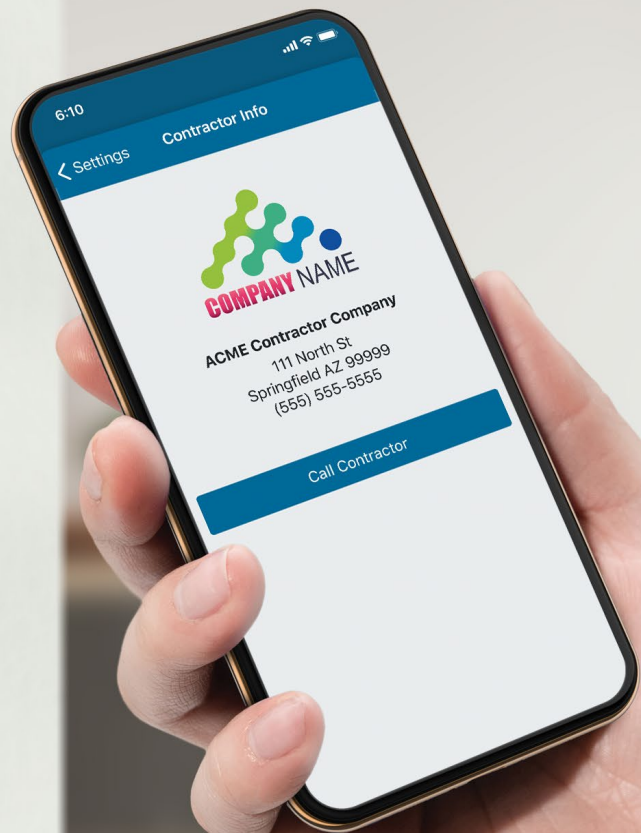 6:10
Settings
Contractor Info
COMPANY NAME
ACME Contractor Company
111 North St
Springfield AZ 99999
(555) 555-5555
Call Contractor